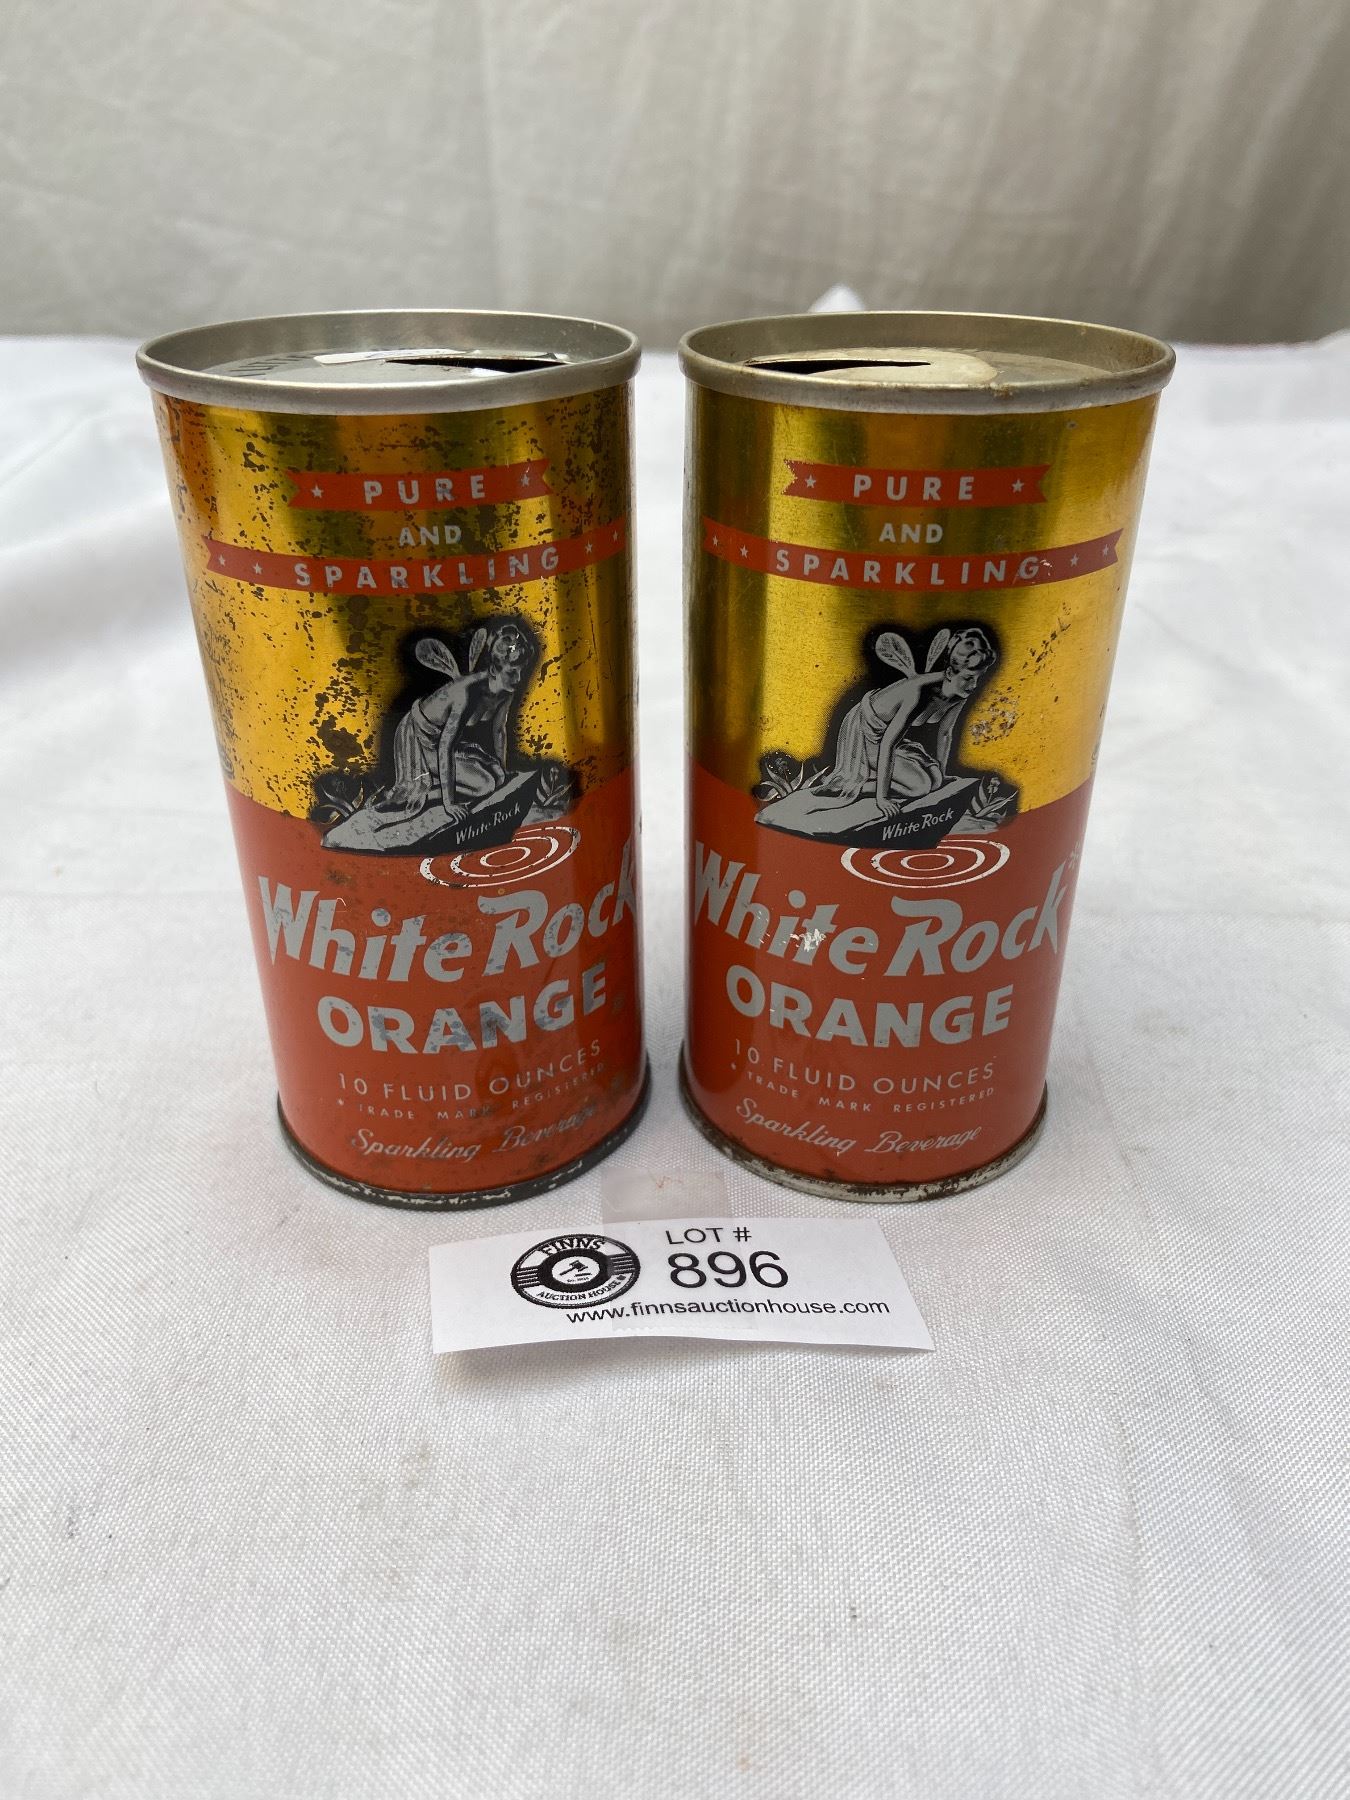 PURE
AND
SPARKLING
White Rock
White Rock
ORANGE
10 FLUID OUNCES
* TRADE MARK REGISTERED
Sparkling Beverage
PURE
AND
SPARKLING
White Rock
White Rock*
ORANGE
10 FLUID OUNCES
* TRADE MARK REGISTERED
Sparkling Beverage
FINNS
AUCTION HOUSE
LOT #
896
www.finnsauctionhouse.com